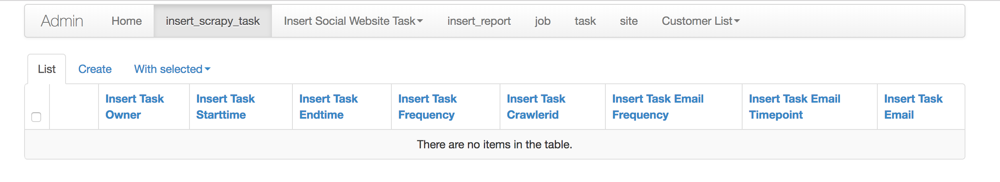 Admin Home insert_scrapy_task Insert Social Website Task insert_report job task site Customer List
List Create With selected
Insert Task Owner
Insert Task Starttime
Insert Task Endtime
Insert Task Frequency
Insert Task Crawlerid
Insert Task Email Frequency
Insert Task Email Timepoint
Insert Task Email
There are no items in the table.